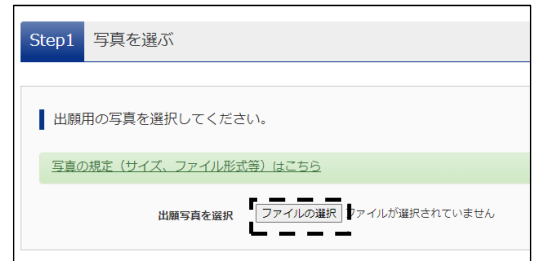 Step1 写真を選ぶ
出願用の写真を選択してください。
写真の規定（サイズ、ファイル形式等）はこちら
出願写真を選択 ファイルの選択 ファイルが選択されていません